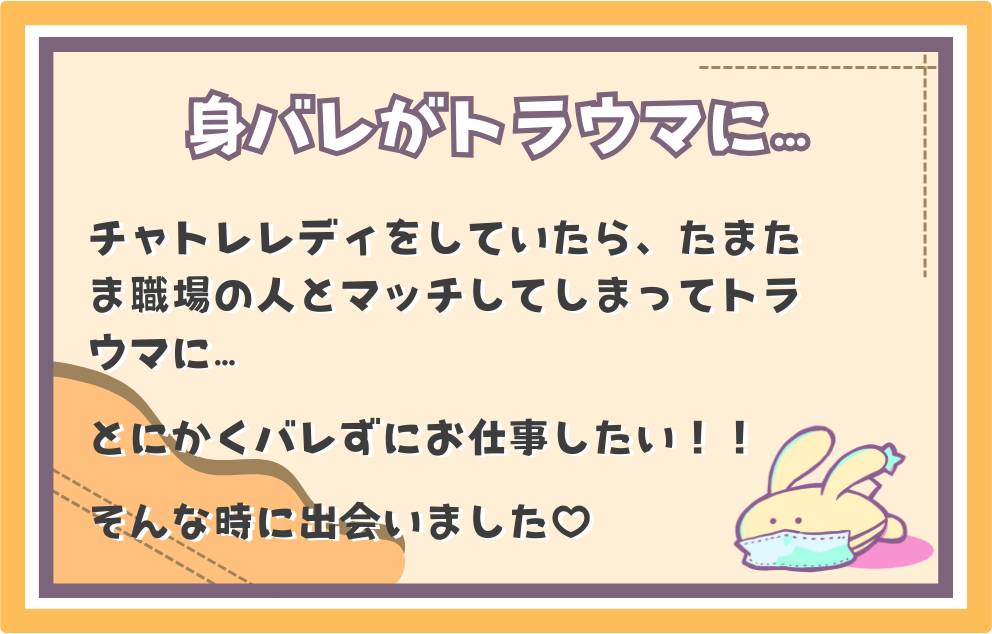 身バレがトラウマに…
チャトレレディをしていたら、たまた
ま職場の人とマッチしてしまってトラ
ウマに…
とにかくバレずにお仕事したい！！
そんな時に出会いました♡